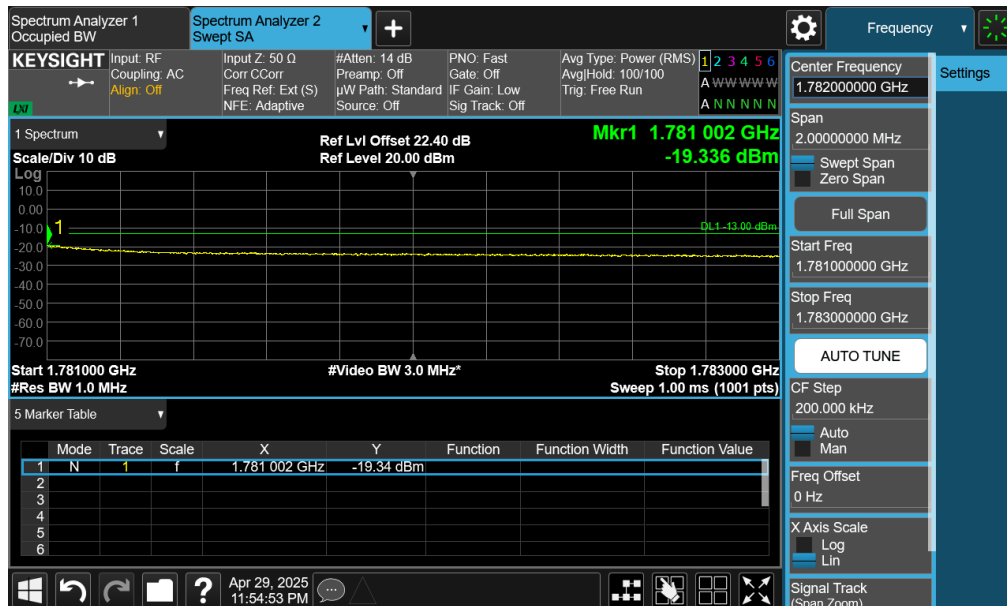 Spectrum Analyzer 1
Occupied BW
Spectrum Analyzer 2
Swept SA
▼
+
Frequency
▼
KEYSIGHT
LXI
Input: RF
Coupling: AC
Align: Off
Input Z: 50 Ω
Corr CCorr
Freq Ref: Ext (S)
NFE: Adaptive
#Atten: 14 dB
Preamp: Off
µW Path: Standard
Source: Off
PNO: Fast
Gate: Off
IF Gain: Low
Sig Track: Off
Avg Type: Power (RMS)
Avg|Hold: 100/100
Trig: Free Run
1 2 3 4 5 6
A W W W W W
A N N N N N
1 Spectrum ▼
Scale/Div 10 dB
Ref Lvl Offset 22.40 dB
Ref Level 20.00 dBm
Mkr1 1.781 002 GHz
-19.336 dBm
Log
10.0
0.00
-10.0
-20.0
-30.0
-40.0
-50.0
-60.0
-70.0
1
DL1 -13.00 dBm
Start 1.781000 GHz
#Res BW 1.0 MHz
#Video BW 3.0 MHz*
Stop 1.783000 GHz
Sweep 1.00 ms (1001 pts)
5 Marker Table ▼
Mode Trace Scale X Y Function Function Width Function Value
1 N 1 f 1.781 002 GHz -19.34 dBm
2
3
4
5
6
Center Frequency
1.782000000 GHz
Span
2.00000000 MHz
Swept Span
Zero Span
Full Span
Start Freq
1.781000000 GHz
Stop Freq
1.783000000 GHz
AUTO TUNE
CF Step
200.000 kHz
Auto
Man
Freq Offset
0 Hz
X Axis Scale
Log
Lin
Signal Track
(Span Zoom)
Settings
?
Apr 29, 2025
11:54:53 PM